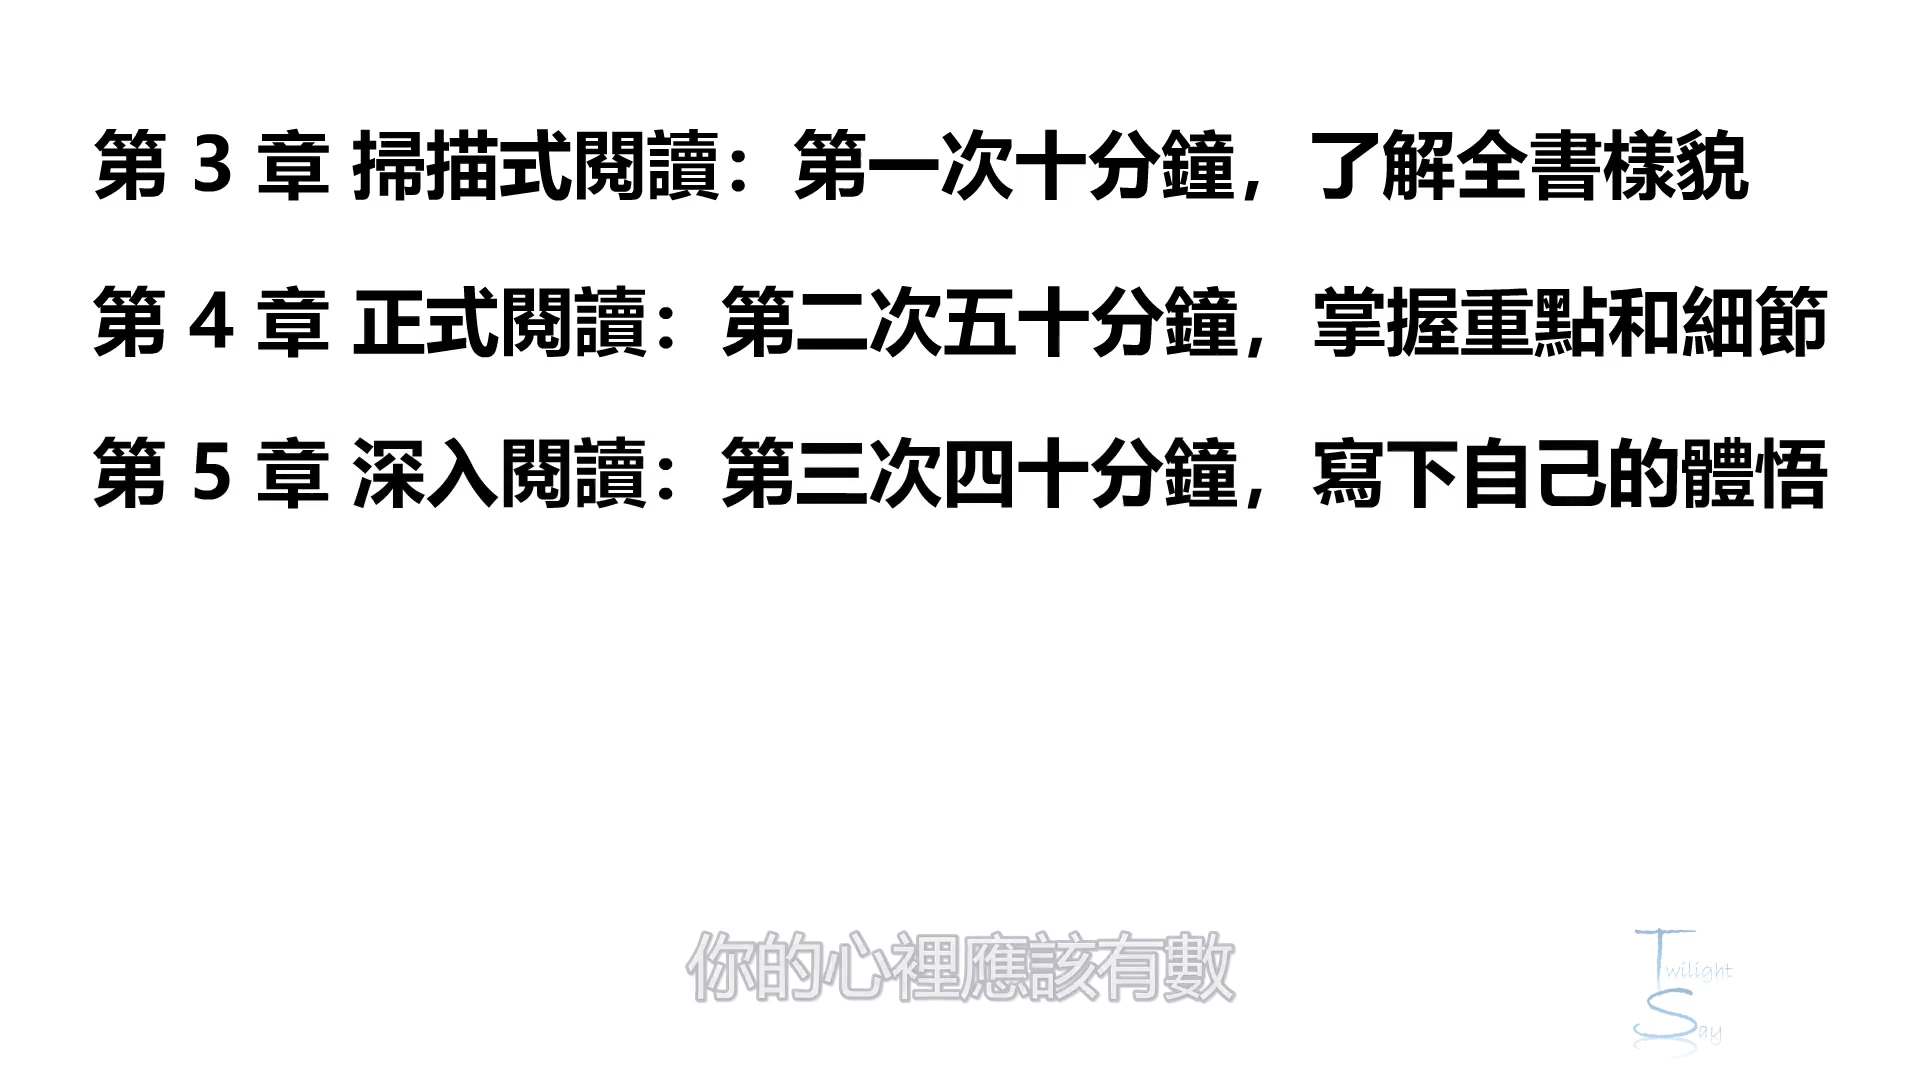 第 3 章 掃描式閱讀：第一次十分鐘，了解全書樣貌
第 4 章 正式閱讀：第二次五十分鐘，掌握重點和細節
第 5 章 深入閱讀：第三次四十分鐘，寫下自己的體悟
你的心裡應該有數
Twilight
Say